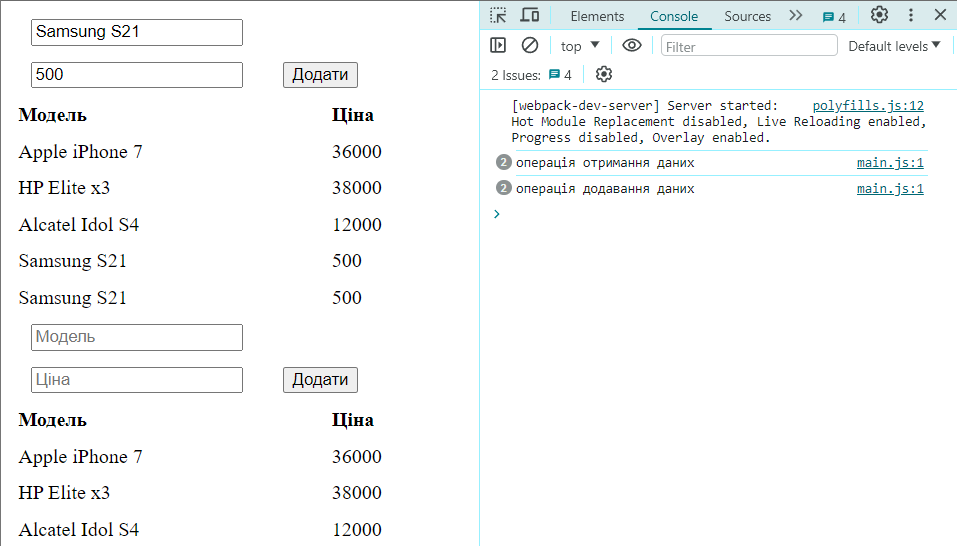 Samsung S21
500 Додати
Модель Ціна
Apple iPhone 7 36000
HP Elite x3 38000
Alcatel Idol S4 12000
Samsung S21 500
Samsung S21 500
Модель
Ціна Додати
Модель Ціна
Apple iPhone 7 36000
HP Elite x3 38000
Alcatel Idol S4 12000
Elements Console Sources 4
top Filter Default levels
2 Issues: 4
[webpack-dev-server] Server started: polyfills.js:12
Hot Module Replacement disabled, Live Reloading enabled,
Progress disabled, Overlay enabled.
2 операція отримання даних main.js:1
2 операція додавання даних main.js:1